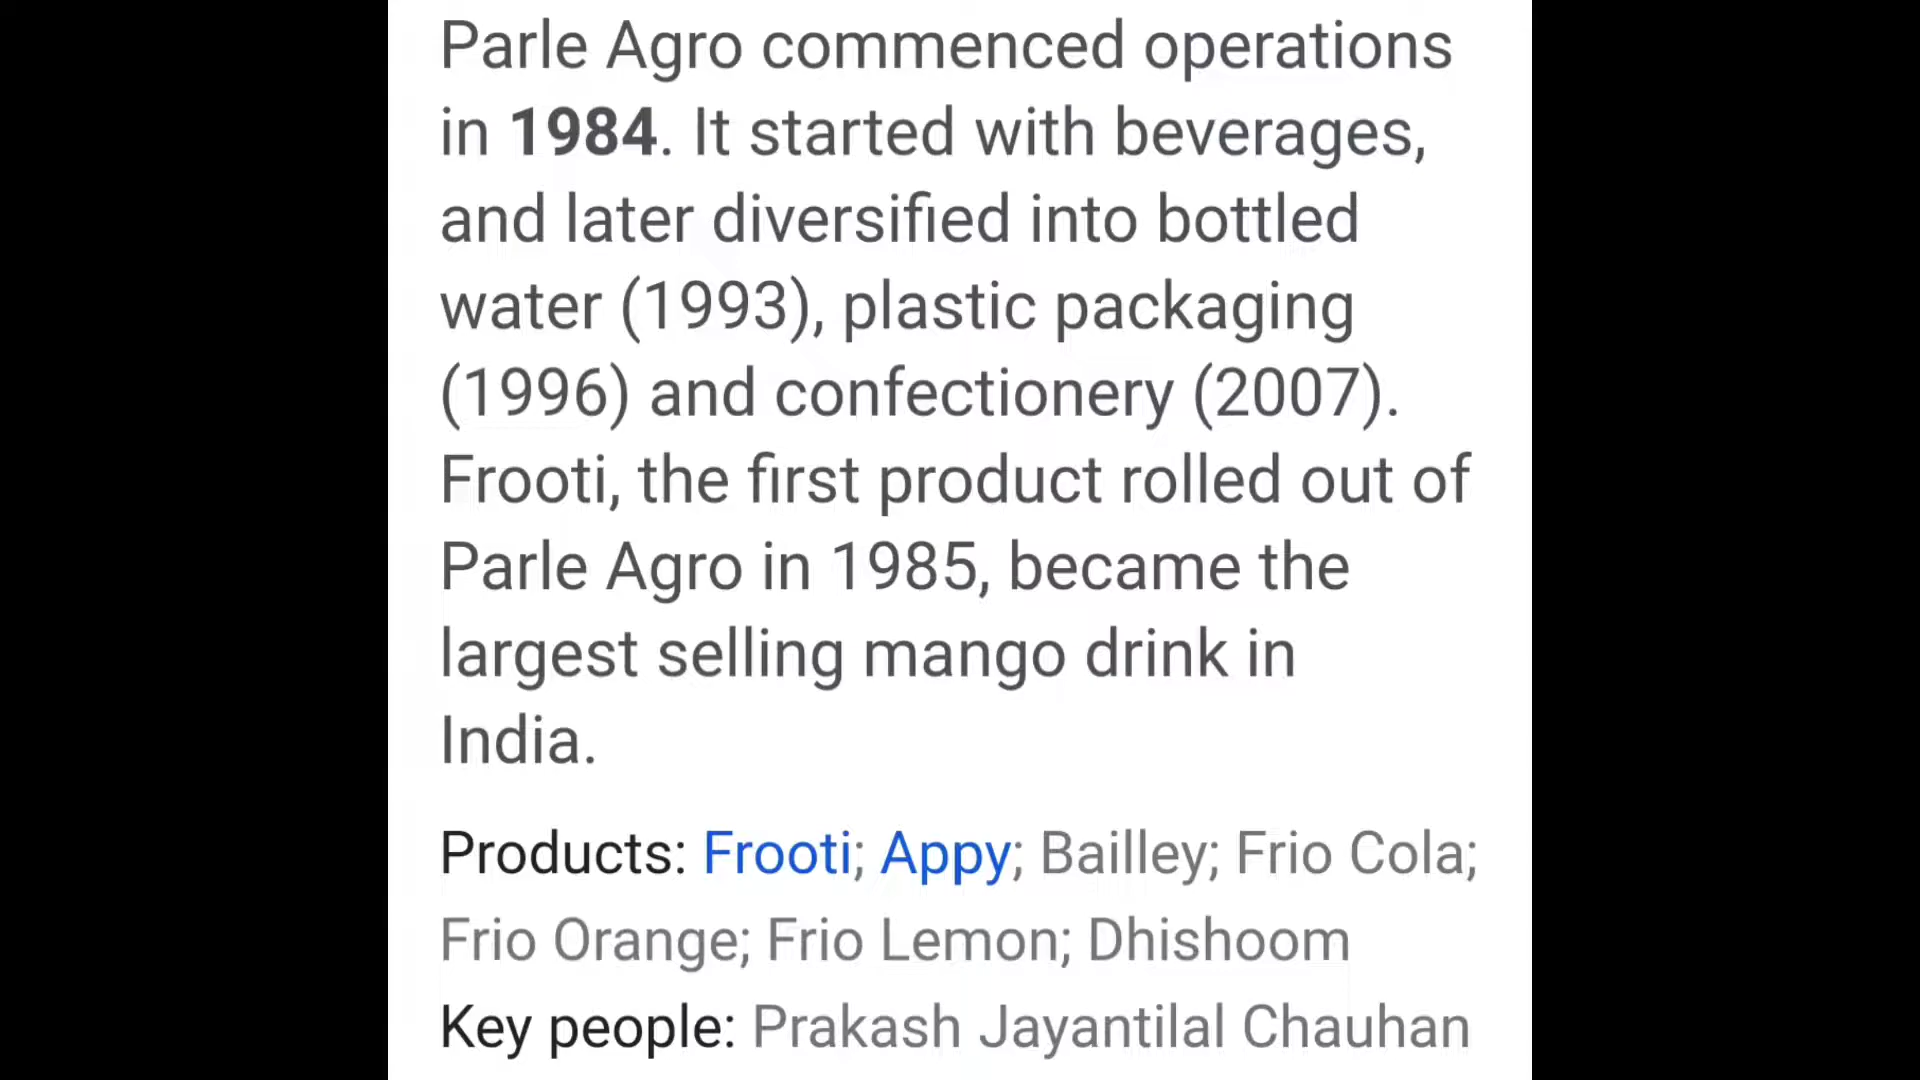 Parle Agro commenced operations
in 1984. It started with beverages,
and later diversified into bottled
water (1993), plastic packaging
(1996) and confectionery (2007).
Frooti, the first product rolled out of
Parle Agro in 1985, became the
largest selling mango drink in
India.
Products: Frooti; Appy; Bailley; Frio Cola;
Frio Orange; Frio Lemon; Dhishoom
Key people: Prakash Jayantilal Chauhan